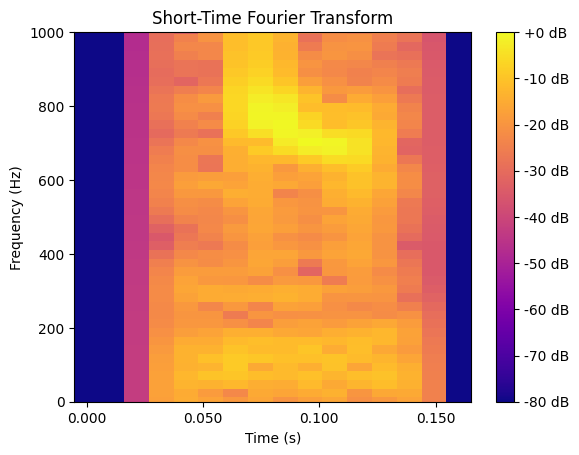 Short-Time Fourier Transform
Frequency (Hz)
1000
800
600
400
200
0
0.000 0.050 0.100 0.150
Time (s)
+0 dB
-10 dB
-20 dB
-30 dB
-40 dB
-50 dB
-60 dB
-70 dB
-80 dB